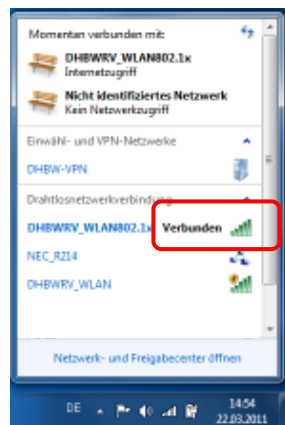 Momentan verbunden mit:
DHBWRV_WLAN802.1x
Internetzugriff
Nicht identifiziertes Netzwerk
Kein Netzwerkzugriff
Einwähl- und VPN-Netzwerke
DHBW-VPN
Drahtlosnetzwerkverbindung
DHBWRV_WLAN802.1x Verbunden
NEC_R214
DHBWRV_WLAN
Netzwerk- und Freigabecenter öffnen
DE
14:54
22.03.2011